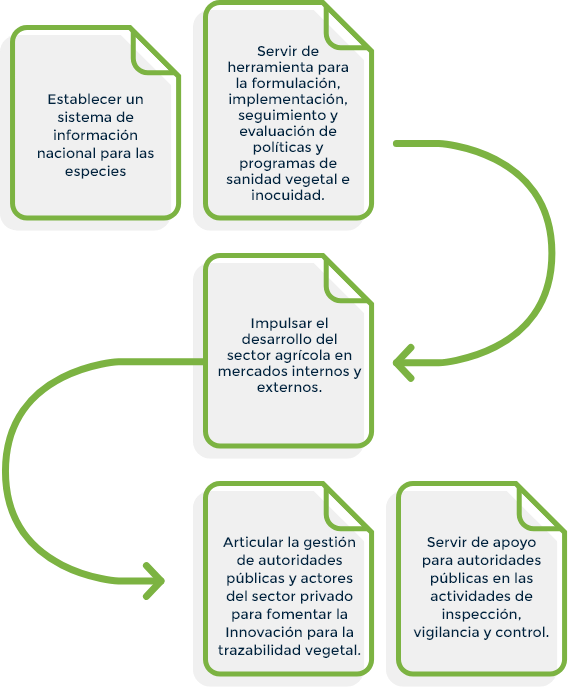 Establecer un
sistema de
información
nacional para las
especies
Servir de
herramienta para
la formulación,
implementación,
seguimiento y
evaluación de
políticas y
programas de
sanidad vegetal e
inocuidad.
Impulsar el
desarrollo del
sector agrícola en
mercados internos y
externos.
Articular la gestión
de autoridades
públicas y actores
del sector privado
para fomentar la
Innovación para la
trazabilidad vegetal.
Servir de apoyo
para autoridades
públicas en las
actividades de
inspección,
vigilancia y control.